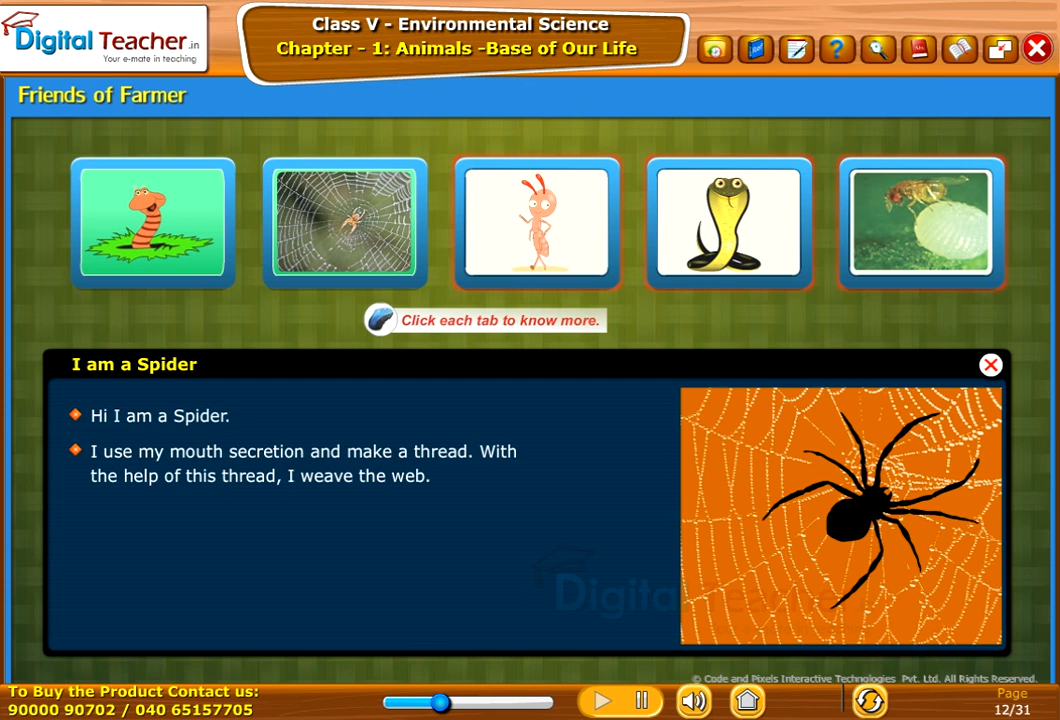 Digital Teacher.in
Your e-mate in teaching
Class V - Environmental Science
Chapter - 1: Animals -Base of Our Life
Friends of Farmer
Click each tab to know more.
I am a Spider
Hi I am a Spider.
I use my mouth secretion and make a thread. With
the help of this thread, I weave the web.
Digital Teacher
© Code and Pixels Interactive Technologies Pvt. Ltd. All Rights Reserved.
To Buy the Product Contact us:
90000 90702 / 040 65157705
Page
12/31